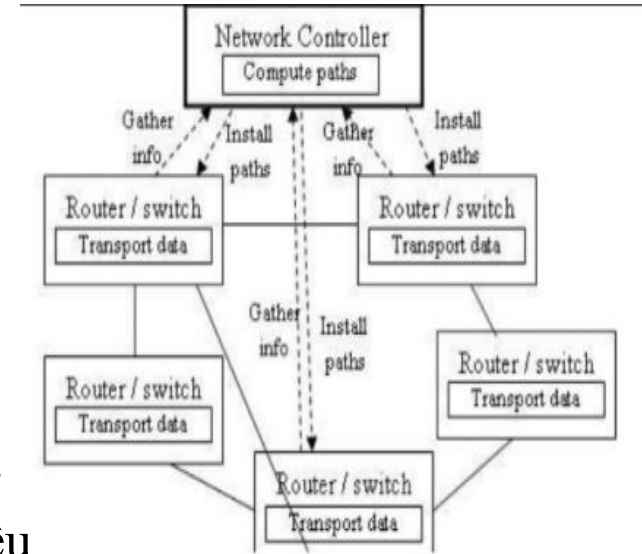 Network Controller
Compute paths
Gather
info
Install
paths
Gather
info
Install
paths
Router / switch
Transport data
Router / switch
Transport data
Gather
info
Install
paths
Router / switch
Transport data
Router / switch
Transport data
Router / switch
Transport data